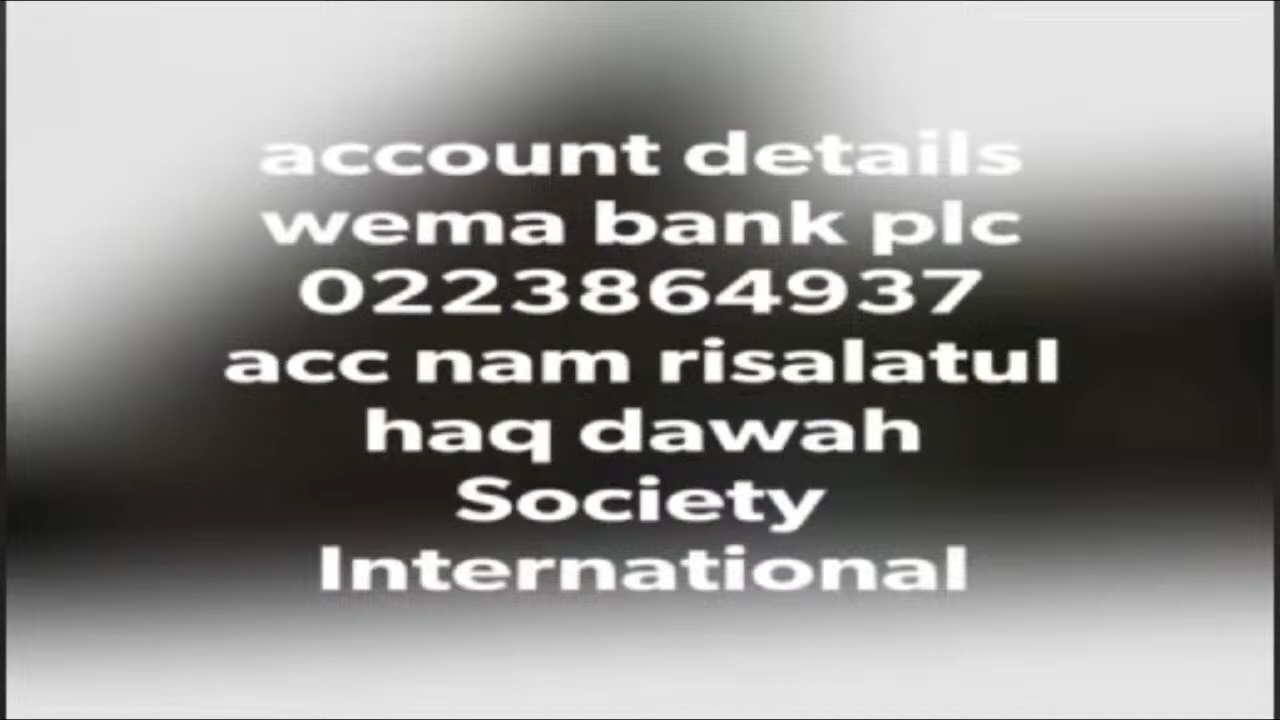 account details
wema bank plc
0223864937
acc nam risalatul
haq dawah
Society
International